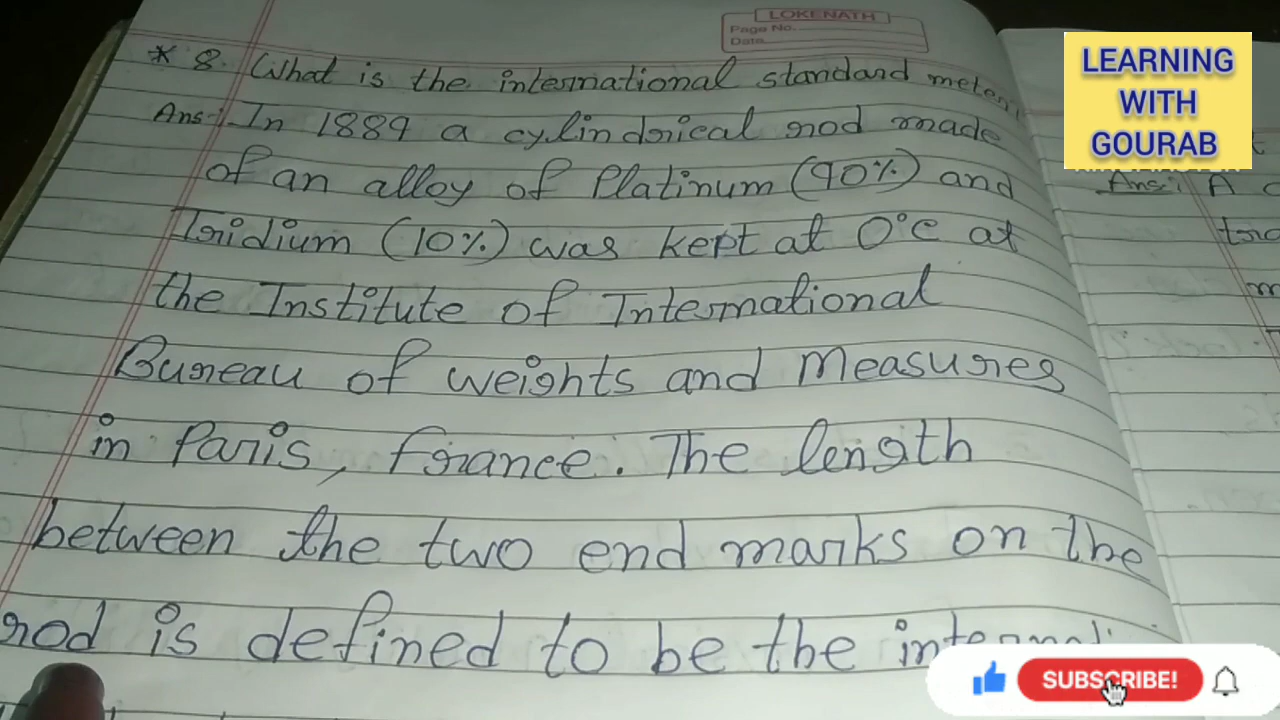 LOKENATH
Page No.
Date
* 8. What is the international standard meter
Ans:- In 1889 a cylindrical rod made
of an alloy of Platinum (90%) and
Iridium (10%) was kept at 0°C at
the Institute of International
Bureau of weights and Measures
in Paris, France. The length
between the two end marks on the
rod is defined to be the
LEARNING
WITH
GOURAB
Ans: A
SUBSCRIBE!